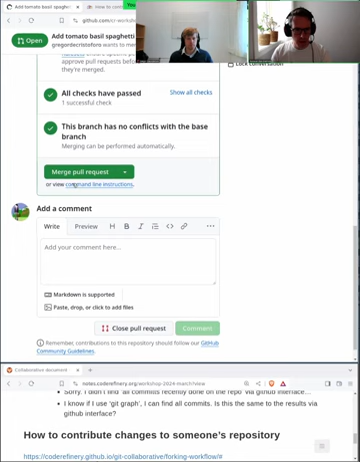 Add tomato basil spaghett
How to cont
You
github.com/cr-worksho
Open
Add tomato basil spaghetti
gregordecristoforo wants to mer
Lock conversation
approve pull requests before
they're merged.
All checks have passed
Show all checks
1 successful check
This branch has no conflicts with the base
branch
Merging can be performed automatically.
Merge pull request
or view command line instructions.
Add a comment
Write
Preview
H B I
Add your comment here...
Markdown is supported
Paste, drop, or click to add files
Close pull request
Comment
Remember, contributions to this repository should follow our GitHub
Community Guidelines.
Collaborative document
notes.coderefinery.org/workshop-2024-march?view
Sorry. I didn't find all commits recently done on the repo via github interface...
I know if I use 'git graph', I can find all commits. Is this the same to the results via
github interface?
How to contribute changes to someone's repository
https://coderefinery.github.io/git-collaborative/forking-workflow/#